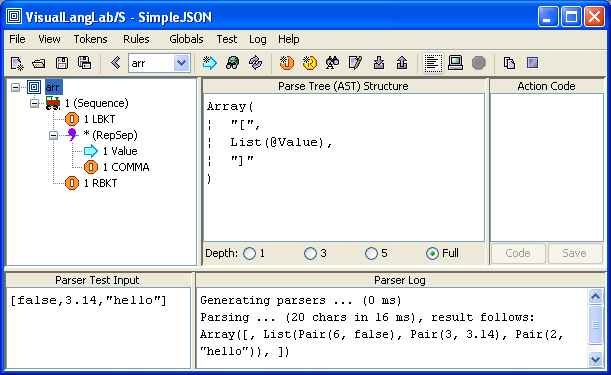 VisualLangLab/S - SimpleJSON
File View Tokens Rules Globals Test Log Help
arr
arr
1 (Sequence)
1 LBKT
* (RepSep)
1 Value
1 COMMA
1 RBKT
Parse Tree (AST) Structure
Array(
¦ "[",
¦ List(@Value),
¦ "]"
)
Depth: 1 3 5 Full
Action Code
Code Save
Parser Test Input
[false,3.14,"hello"]
Parser Log
Generating parsers ... (0 ms)
Parsing ... (20 chars in 16 ms), result follows:
Array([, List(Pair(6, false), Pair(3, 3.14), Pair(2,
"hello")), ])